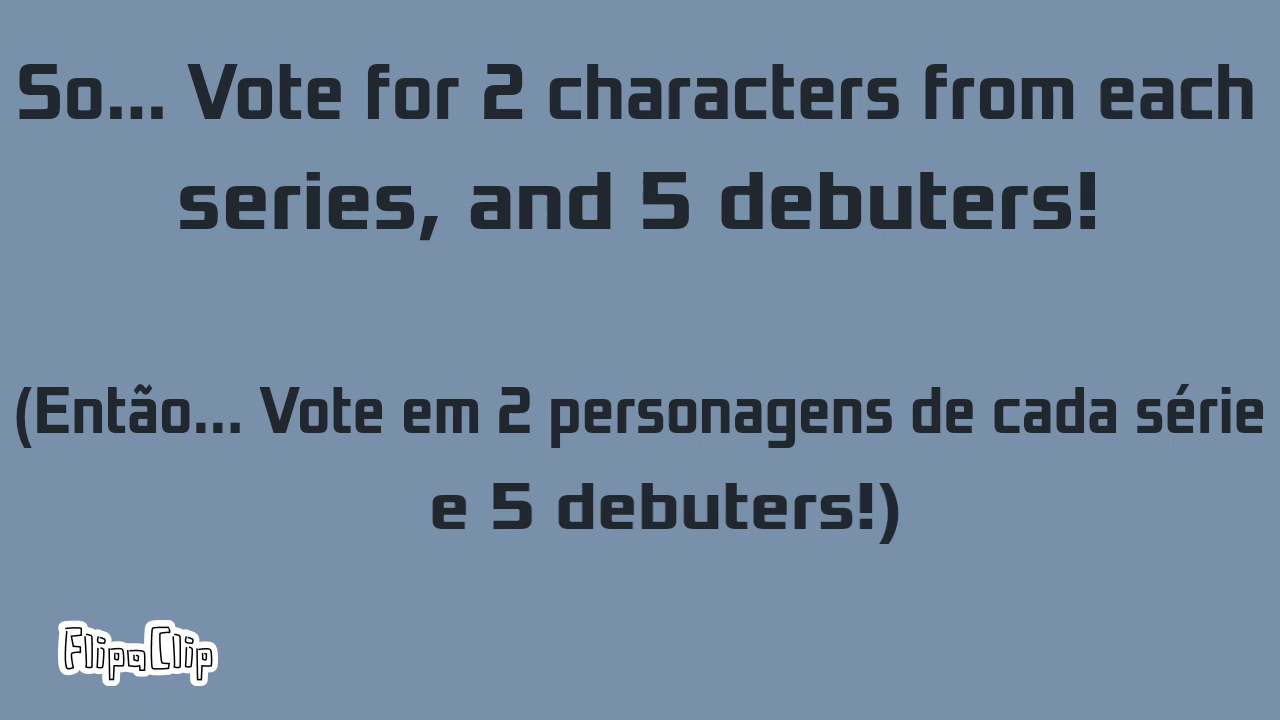 So... Vote for 2 characters from each
series, and 5 debuters!
(Então... Vote em 2 personagens de cada série
e 5 debuters!)
FlipaClip